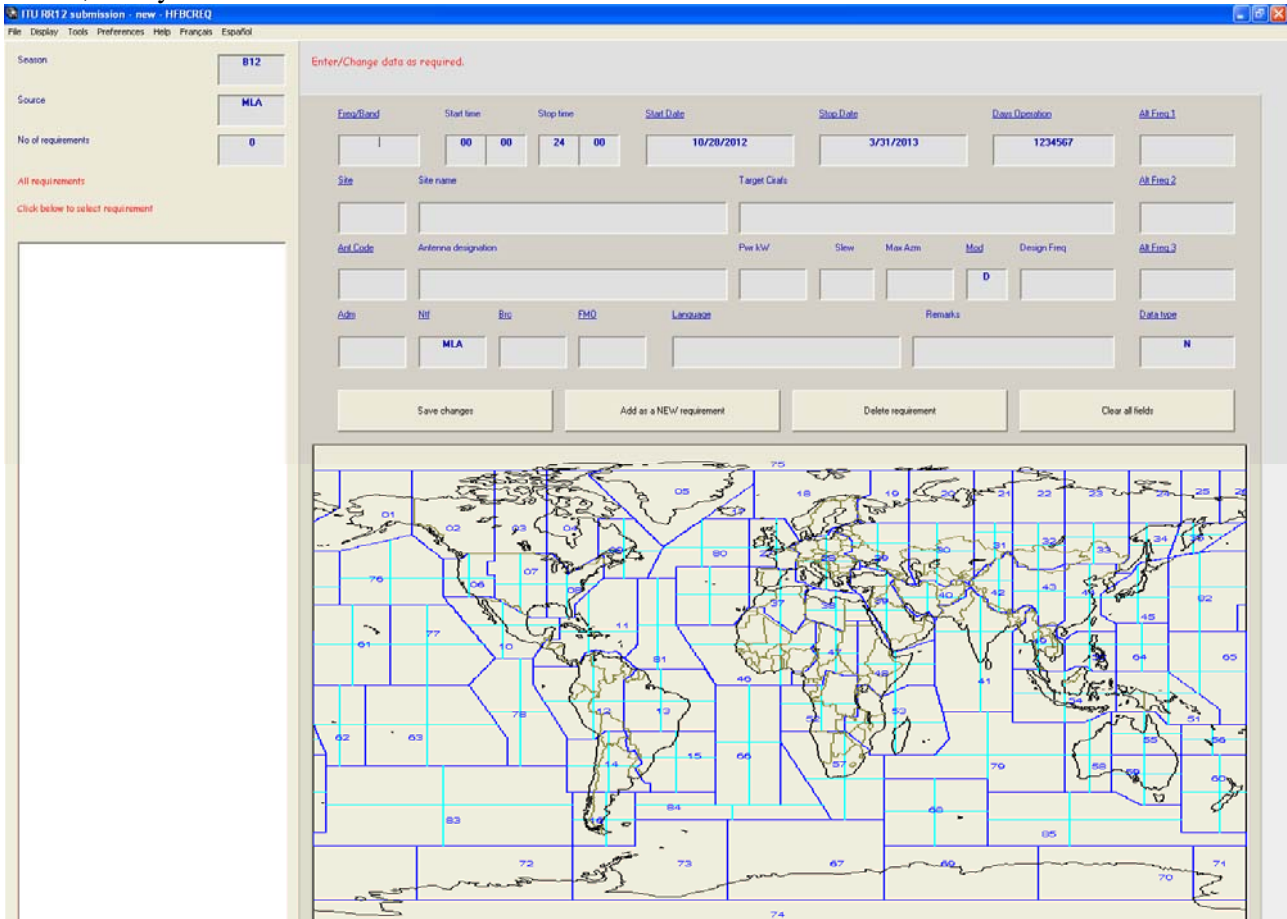 ITU RR12 submission - new - HFBCREQ
File Display Tools Preferences Help Français Español
Season B12
Source MLA
No of requirements 0
All requirements
Click below to select requirement
Enter/Change data as required.
Freq/Band Start time Stop time Start Date Stop Date Days Operation Alt Freq 1
00 00 24 00 10/28/2012 3/31/2013 1234567
Site Site name Target Cirafs Alt Freq 2
Ant Code Antenna designation Pwr kW Slew Max Azm Mod Design Freq Alt Freq 3
D
Adm Ntf Brc FMO Language Remarks Data type
MLA N
Save changes Add as a NEW requirement Delete requirement Clear all fields
75
05 18 19 20 21 22 23 24 25
01 02 03 04
80 30 31 32 33 34
76 06 07 08 40 42 43 45 92
37 38 39
61 77 10 11 81 46 47 48 41 64 65
78 12 13 52 53 54 51
62 63 14 15 66 57 79 58 55 56 60
83 84 68 85
72 73 67 69 70 71
74